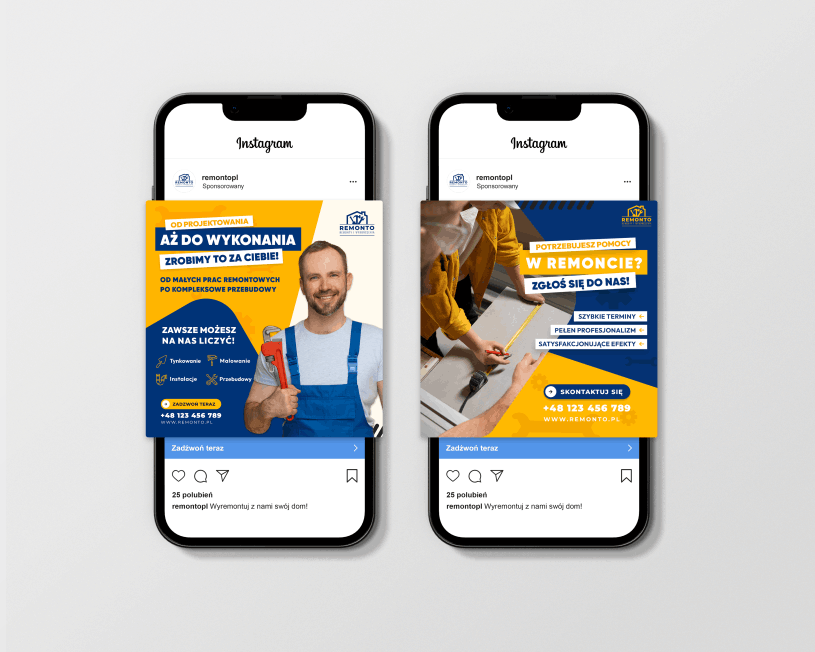 Instagram
remontopl
Sponsorowany
OD PROJEKTOWANIA
AŻ DO WYKONANIA
ZROBIMY TO ZA CIEBIE!
OD MAŁYCH PRAC REMONTOWYCH
PO KOMPLEKSOWE PRZEBUDOWY
REMONTO
ZAWSZE MOŻESZ
NA NAS LICZYĆ!
Tynkowanie
Malowanie
Instalacje
Przebudowy
ZADZWOŃ TERAZ
+48 123 456 789
WWW.REMONTO.PL
Zadźwoń teraz
25 polubień
remontopl Wyremontuj z nami swój dom!
Instagram
remontopl
Sponsorowany
REMONTO
POTRZEBUJESZ POMOCY
W REMONCIE?
ZGŁOŚ SIĘ DO NAS!
SZYBKIE TERMINY
PEŁEN PROFESJONALIZM
SATYSFAKCJONUJĄCE EFEKTY
SKONTAKTUJ SIĘ
+48 123 456 789
WWW.REMONTO.PL
Zadźwoń teraz
25 polubień
remontopl Wyremontuj z nami swój dom!